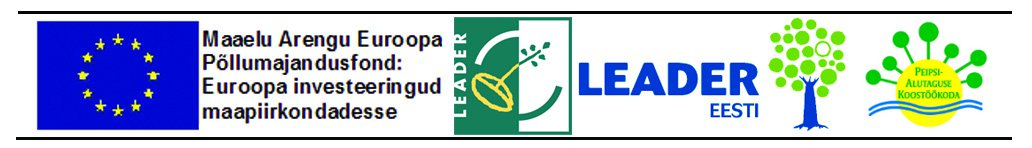 Maaelu Arengu Euroopa
Põllumajandusfond:
Euroopa investeeringud
maapiirkondadesse
LEADER
LEADER
EESTI
PEIPSI-
ALUTAGUSE
KOOSTÖÖKODA